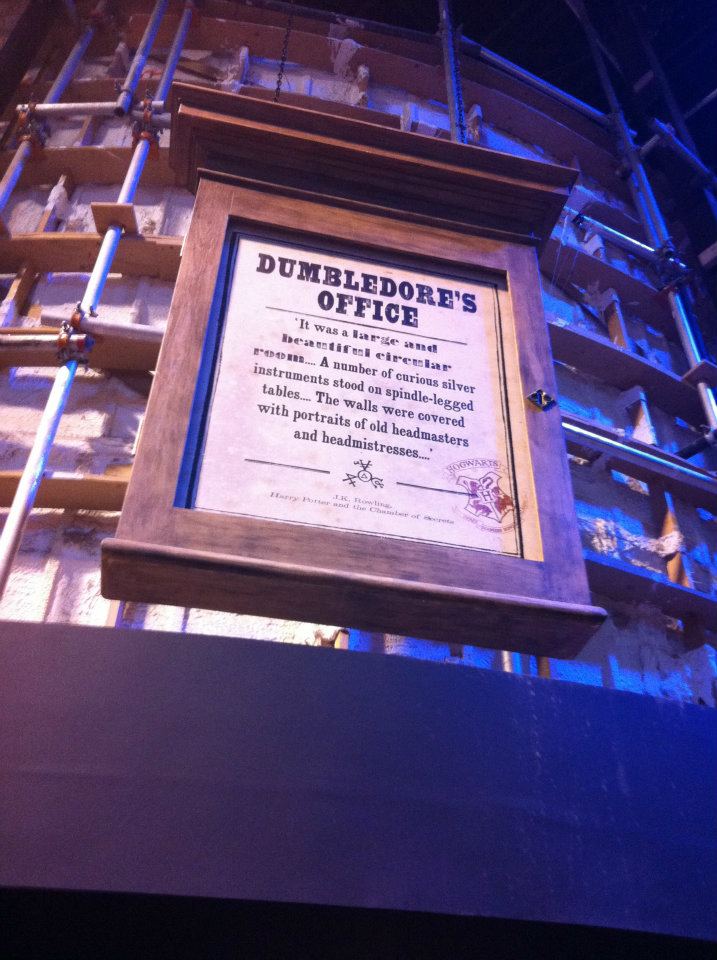 DUMBLEDORE'S
OFFICE
'It was a large and
beautiful circular
room.... A number of curious silver
instruments stood on spindle-legged
tables.... The walls were covered
with portraits of old headmasters
and headmistresses....'
J.K. Rowling,
Harry Potter and the Chamber of Secrets
HOGWARTS
H